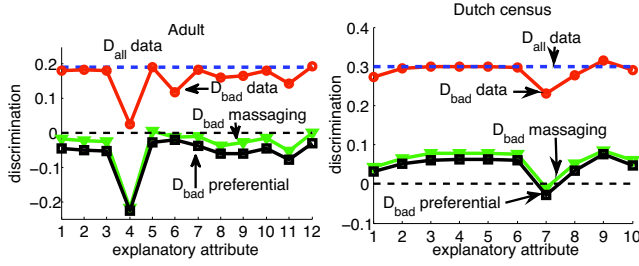 Adult
D_all data
D_bad data
D_bad massaging
D_bad preferential
discrimination
0.2
0.1
0
−0.1
−0.2
1 2 3 4 5 6 7 8 9 10 11 12
explanatory attribute
Dutch census
D_all data
D_bad data
D_bad massaging
D_bad preferential
discrimination
0.4
0.3
0.2
0.1
0
−0.1
1 2 3 4 5 6 7 8 9 10
explanatory attribute